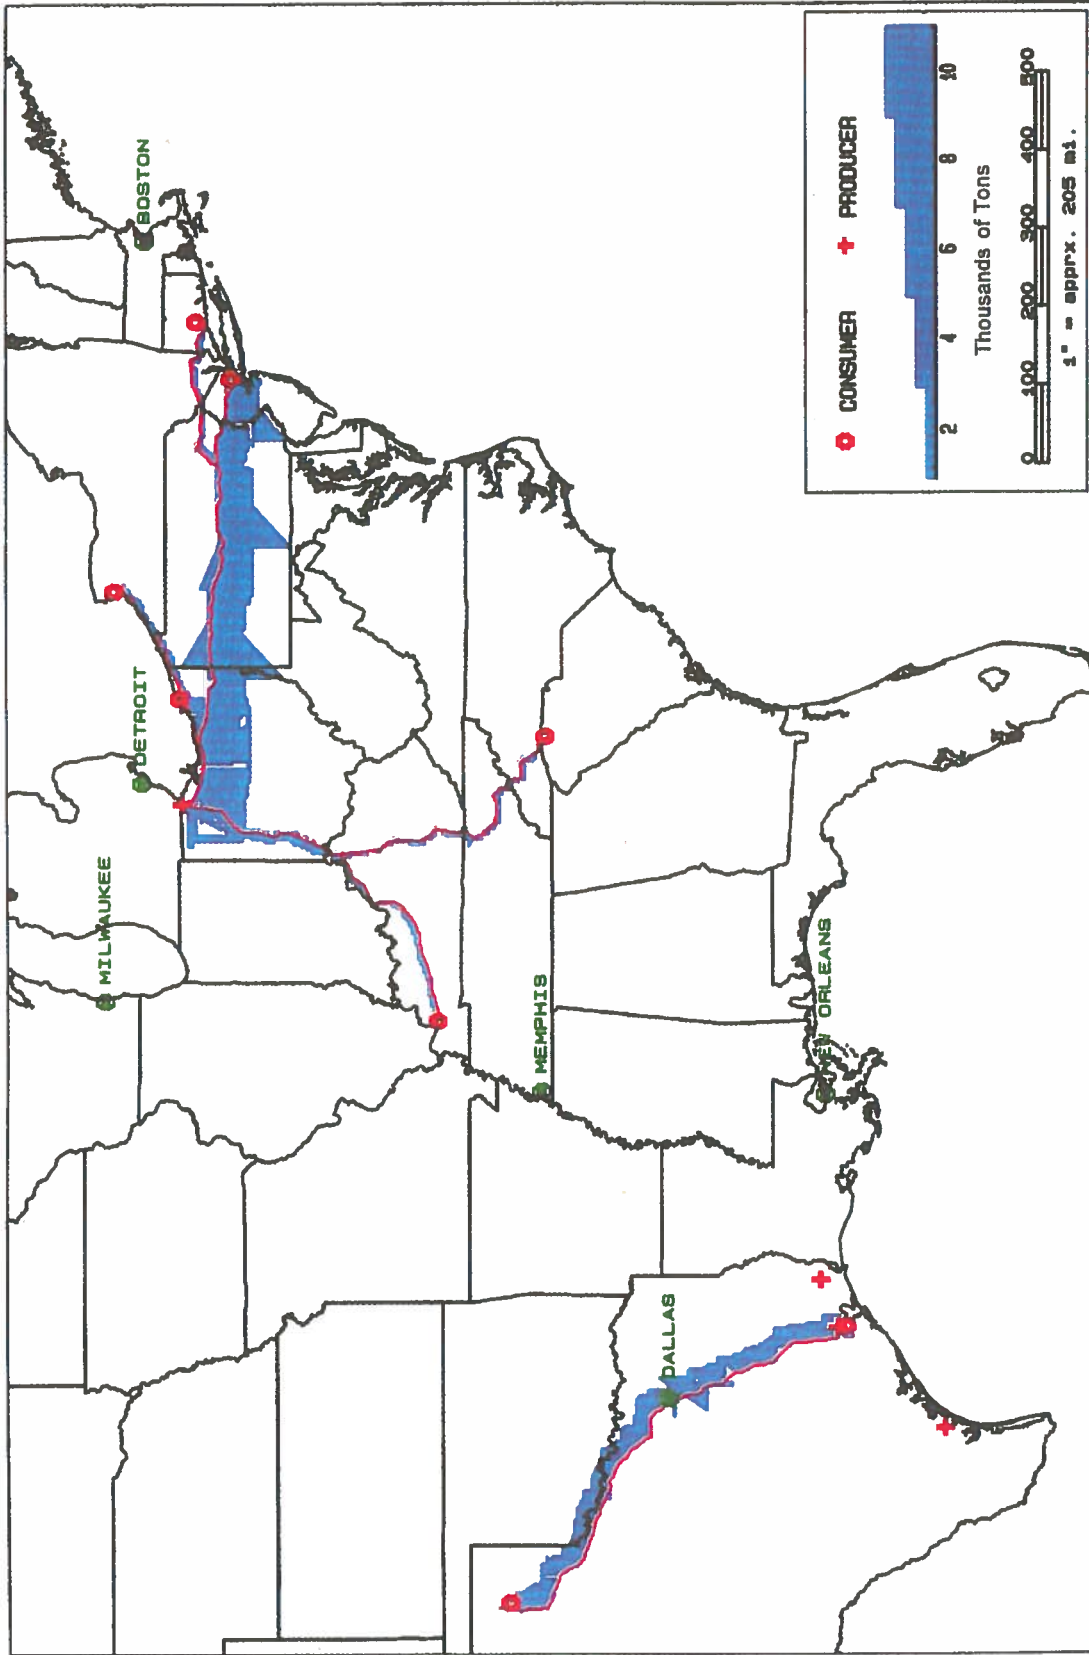 BOSTON
DETROIT
MILWAUKEE
MEMPHIS
NEW ORLEANS
DALLAS
CONSUMER
PRODUCER
2 4 6 8 10
Thousands of Tons
0 100 200 300 400 500
1" = apprx. 205 mi.